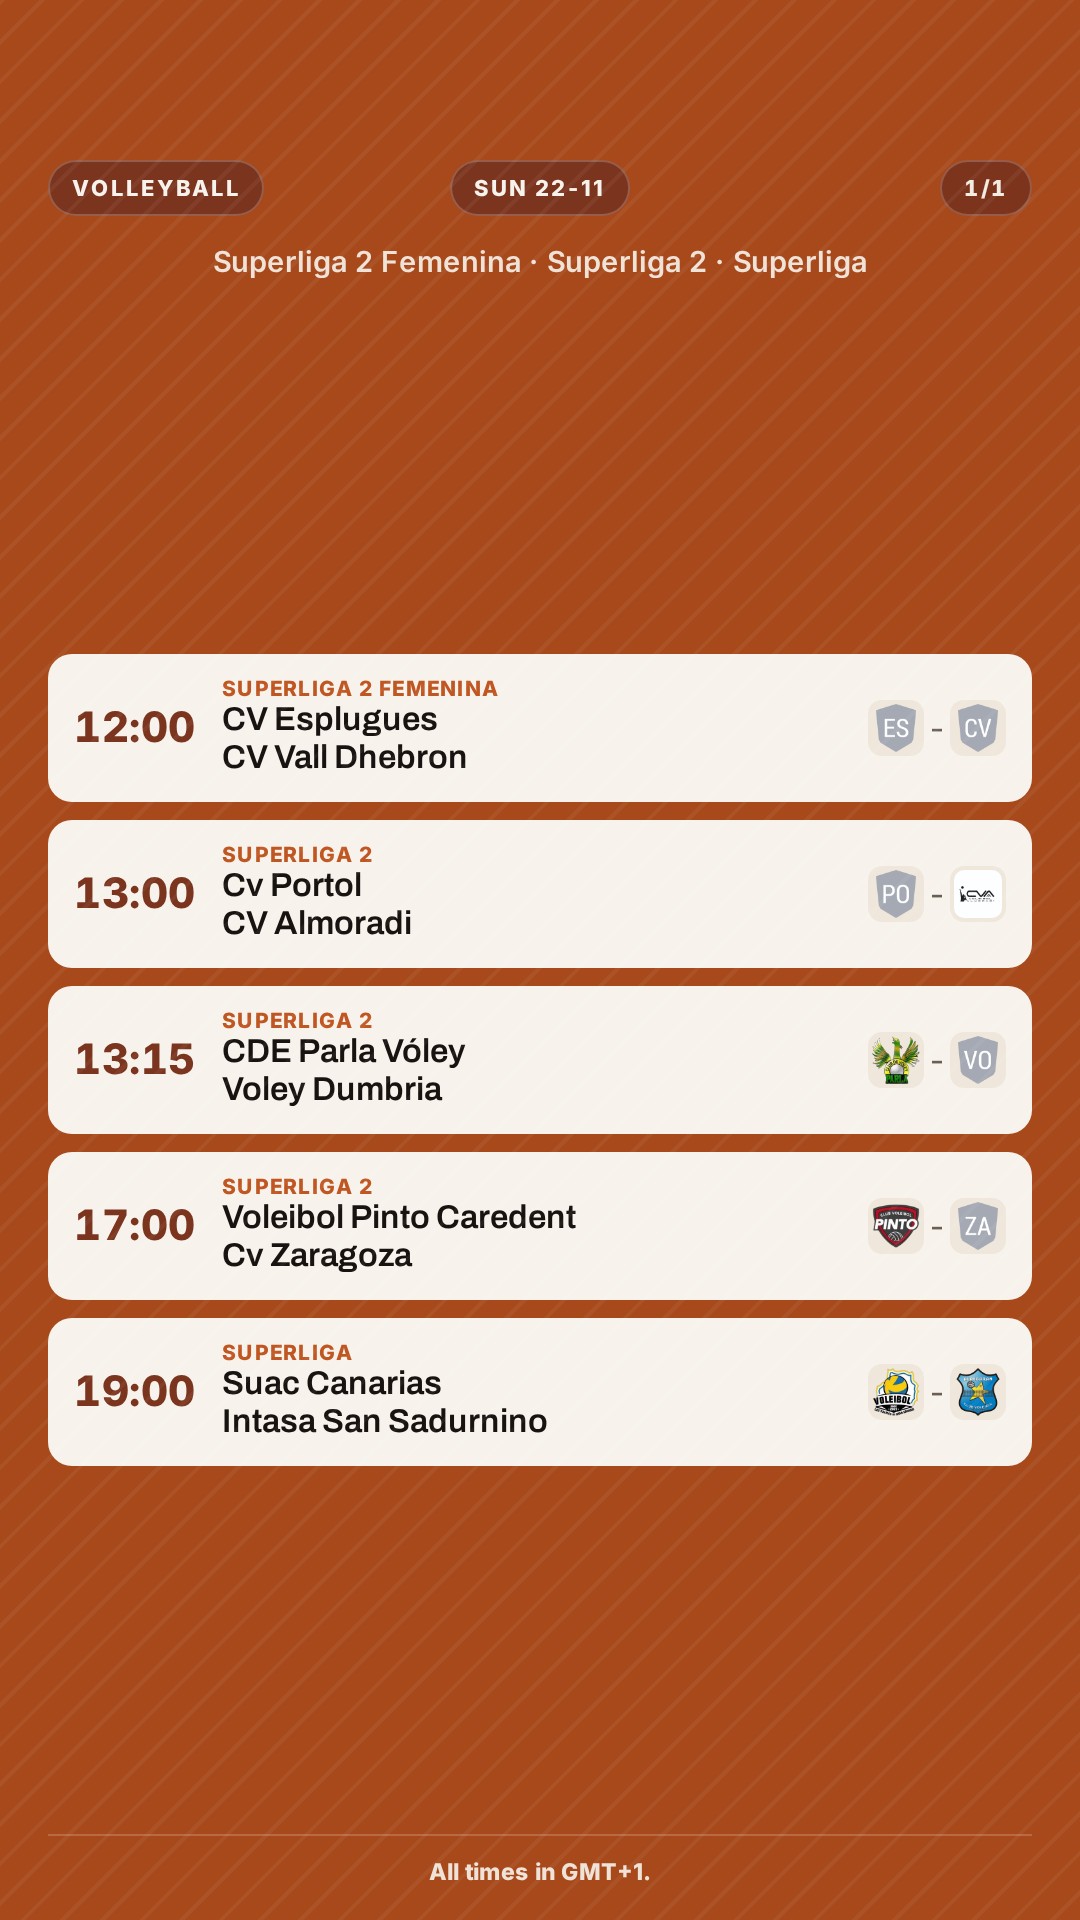 VOLLEYBALL
SUN 22-11
1/1
Superliga 2 Femenina · Superliga 2 · Superliga
12:00
SUPERLIGA 2 FEMENINA
CV Esplugues
CV Vall Dhebron
ES - CV
13:00
SUPERLIGA 2
Cv Portol
CV Almoradi
PO - CVA
13:15
SUPERLIGA 2
CDE Parla Vóley
Voley Dumbria
- VO
17:00
SUPERLIGA 2
Voleibol Pinto Caredent
Cv Zaragoza
PINTO - ZA
19:00
SUPERLIGA
Suac Canarias
Intasa San Sadurnino
VOLEIBOL -
All times in GMT+1.